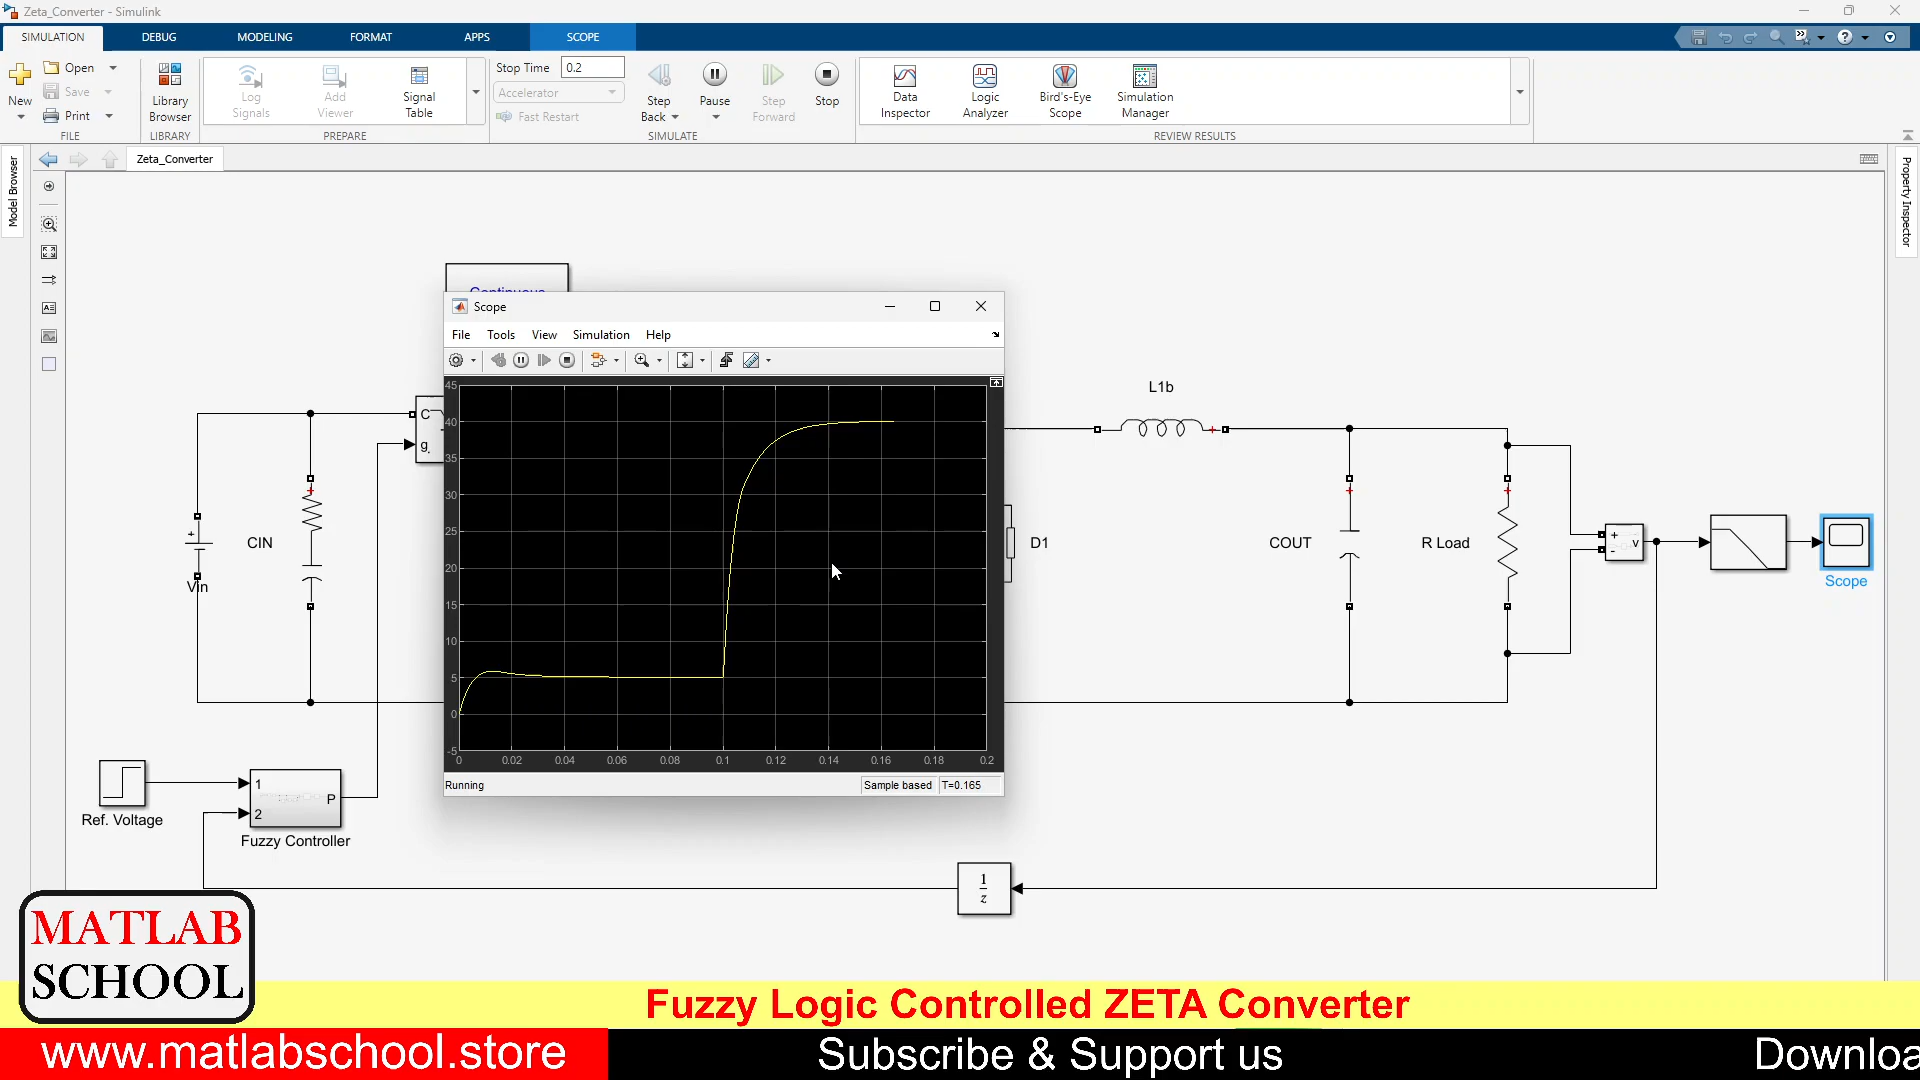 Zeta_Converter - Simulink
SIMULATION
DEBUG
MODELING
FORMAT
APPS
SCOPE
New
Open
Save
Print
FILE
Library
Browser
LIBRARY
Log
Signals
Add
Viewer
Signal
Table
PREPARE
Stop Time
0.2
Accelerator
Fast Restart
Step
Back
Pause
Step
Forward
Stop
SIMULATE
Data
Inspector
Logic
Analyzer
Bird's-Eye
Scope
Simulation
Manager
REVIEW RESULTS
Model Browser
Zeta_Converter
Property Inspector
Scope
File Tools View Simulation Help
45
40
35
30
25
20
15
10
5
0
-5
0 0.02 0.04 0.06 0.08 0.1 0.12 0.14 0.16 0.18 0.2
Running
Sample based
T=0.165
C
g
Vin
+
CIN
L1b
D1
COUT
R Load
+
-
v
Scope
Ref. Voltage
1
2
P
Fuzzy Controller
1
z
MATLAB
SCHOOL
Fuzzy Logic Controlled ZETA Converter
www.matlabschool.store
Subscribe & Support us
Downloa